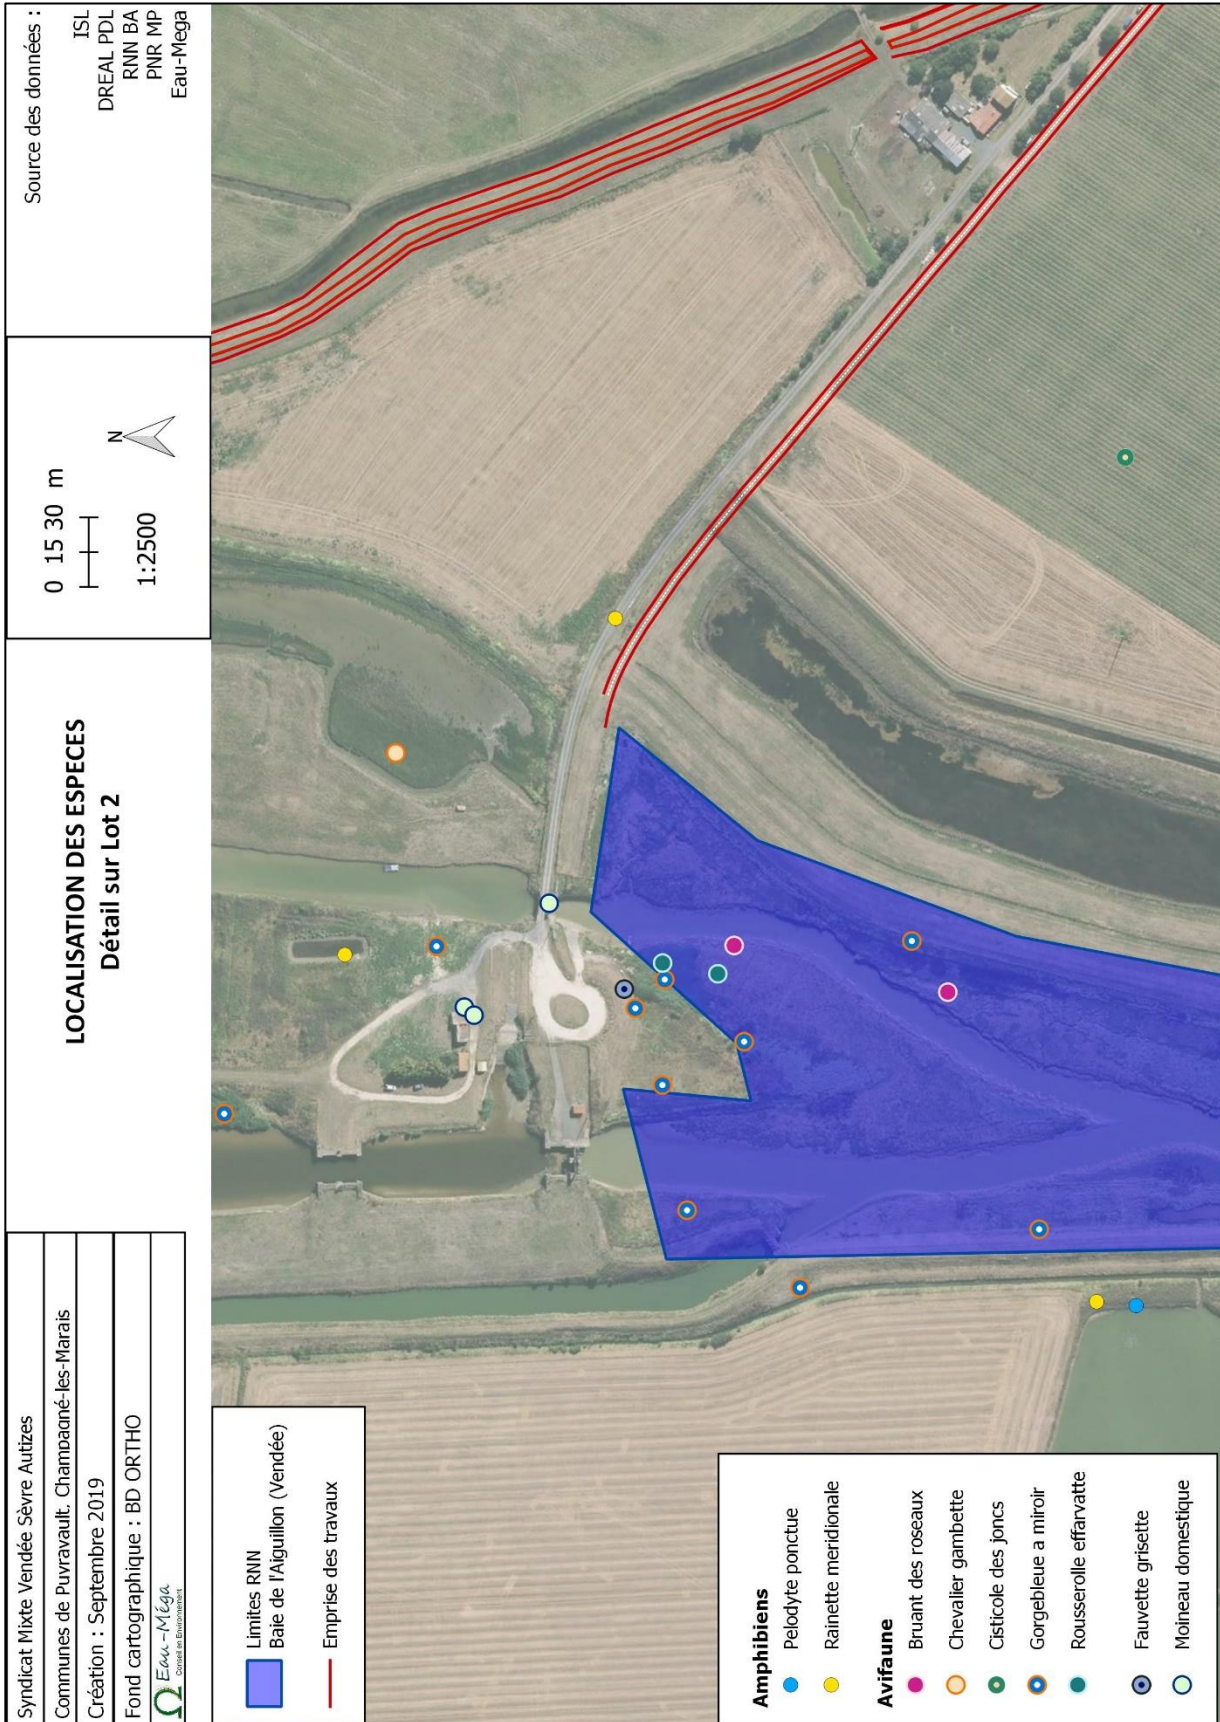 Syndicat Mixte Vendée Sèvre Autizes
Communes de Puyravault, Champagné-les-Marais
Création : Septembre 2019
Fond cartographique : BD ORTHO
Eau-Méga
Conseil en Environnement
LOCALISATION DES ESPECES
Détail sur Lot 2
0 15 30 m
1:2500
N
Source des données :
ISL
DREAL PDL
RNN BA
PNR MP
Eau-Mega
Limites RNN
Baie de l'Aiguillon (Vendée)
Emprise des travaux
Amphibiens
Pelodyte ponctue
Rainette meridionale
Avifaune
Bruant des roseaux
Chevalier gambette
Cisticole des joncs
Gorgebleue a miroir
Rousserolle effarvatte
Fauvette grisette
Moineau domestique